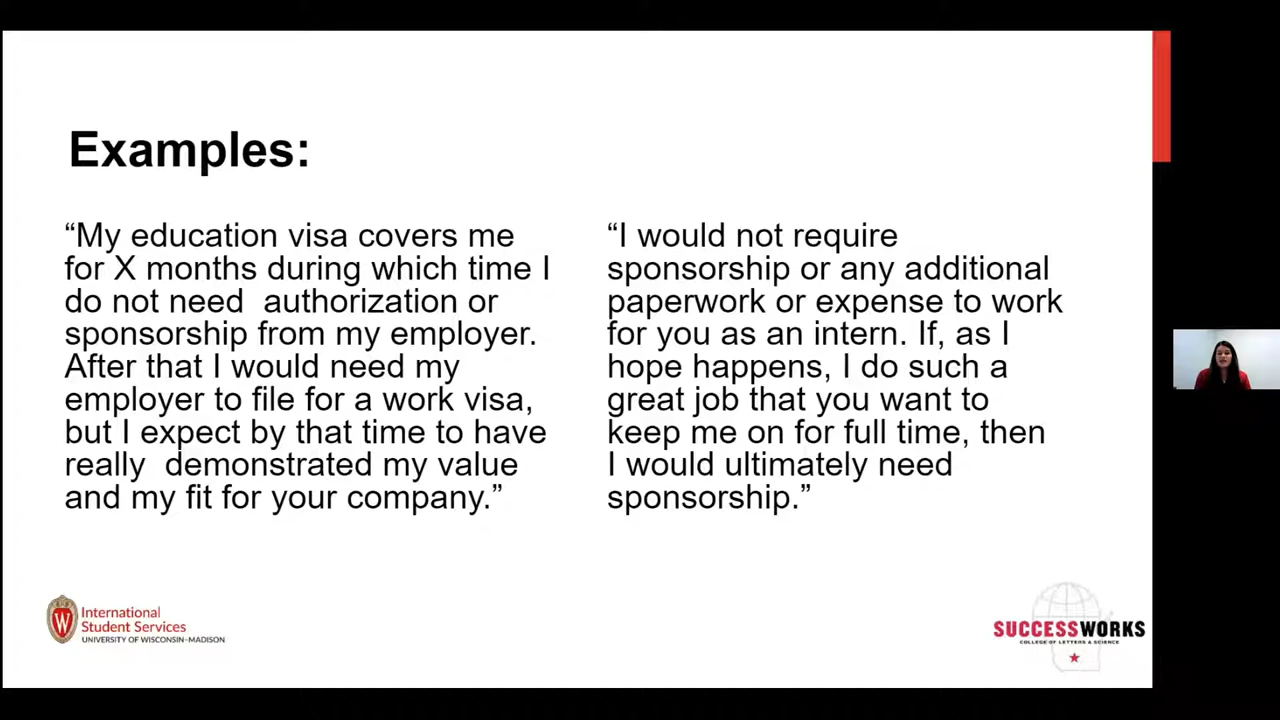 Examples:
“My education visa covers me
for X months during which time I
do not need  authorization or
sponsorship from my employer.
After that I would need my
employer to file for a work visa,
but I expect by that time to have
really  demonstrated my value
and my fit for your company.”
“I would not require
sponsorship or any additional
paperwork or expense to work
for you as an intern. If, as I
hope happens, I do such a
great job that you want to
keep me on for full time, then
I would ultimately need
sponsorship.”
W
International
Student Services
UNIVERSITY OF WISCONSIN–MADISON
SUCCESSWORKS
COLLEGE OF LETTERS & SCIENCE